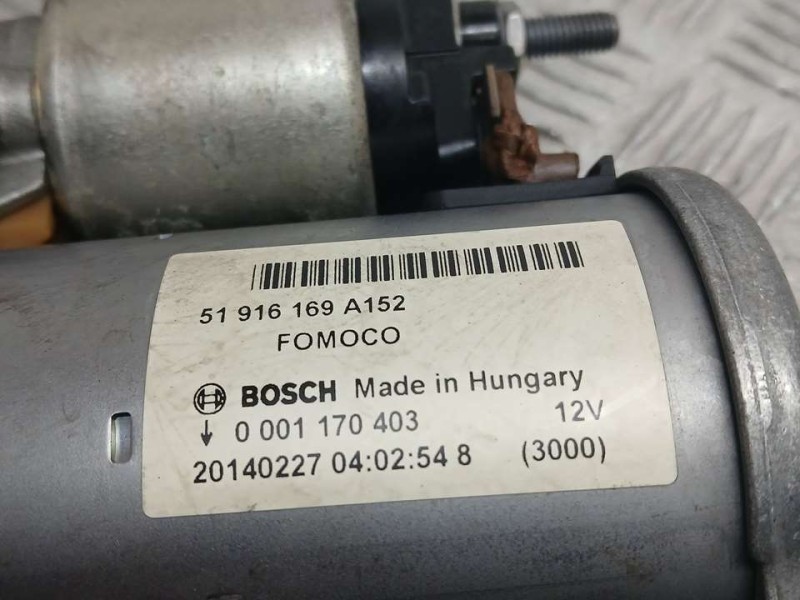 51 916 169 A152
FOMOCO
BOSCH Made in Hungary
↓ 0 001 170 403 12V
20140227 04:02:54 8 (3000)